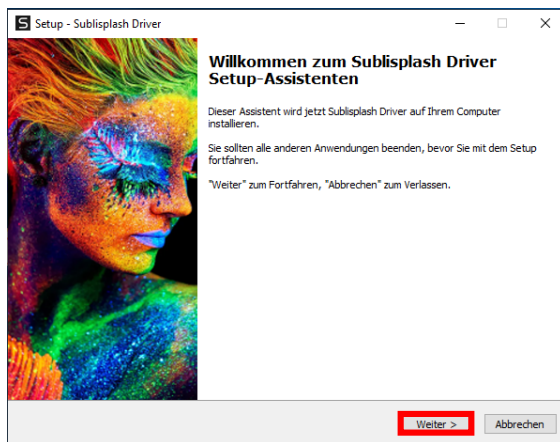 S Setup - Sublisplash Driver
Willkommen zum Sublisplash Driver
Setup-Assistenten
Dieser Assistent wird jetzt Sublisplash Driver auf Ihrem Computer
installieren.
Sie sollten alle anderen Anwendungen beenden, bevor Sie mit dem Setup
fortfahren.
"Weiter" zum Fortfahren, "Abbrechen" zum Verlassen.
Weiter > Abbrechen